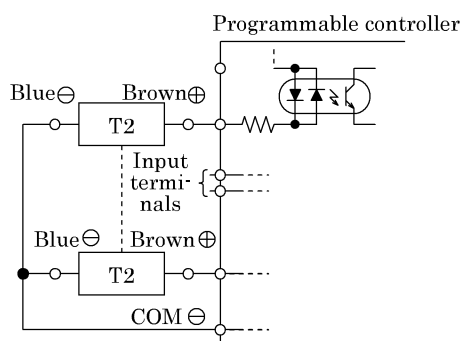 Programmable controller
Blue⊖ Brown⊕
T2
Input
termi-
nals
Blue⊖ Brown⊕
T2
COM ⊖